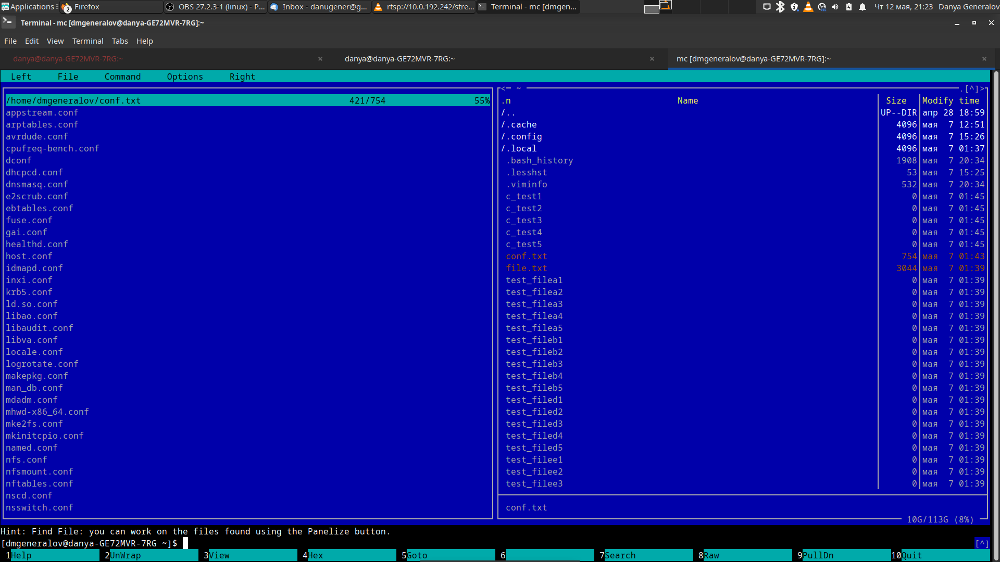 Applications Firefox OBS 27.2.3-1 (linux) - P... Inbox - danugener@g... rtsp://10.0.192.242/stre... Terminal - mc [dmgen... Чт 12 мая, 21:23 Danya Generalov
2
Terminal - mc [dmgeneralov@danya-GE72MVR-7RG]:~
File Edit View Terminal Tabs Help
danya@danya-GE72MVR-7RG:~ × danya@danya-GE72MVR-7RG:~ × mc [dmgeneralov@danya-GE72MVR-7RG]:~ ×
Left File Command Options Right
/home/dmgeneralov/conf.txt 421/754 55%
appstream.conf
arptables.conf
avrdude.conf
cpufreq-bench.conf
dconf
dhcpcd.conf
dnsmasq.conf
e2scrub.conf
ebtables.conf
fuse.conf
gai.conf
healthd.conf
host.conf
idmapd.conf
inxi.conf
krb5.conf
ld.so.conf
libao.conf
libaudit.conf
libva.conf
locale.conf
logrotate.conf
makepkg.conf
man_db.conf
mdadm.conf
mhwd-x86_64.conf
mke2fs.conf
mkinitcpio.conf
named.conf
nfs.conf
nfsmount.conf
nftables.conf
nscd.conf
nsswitch.conf
<─ ~ .[^]>
.n Name Size Modify time
/.. UP--DIR апр 28 18:59
/.cache 4096 мая 7 12:51
/.config 4096 мая 7 15:26
/.local 4096 мая 7 01:37
.bash_history 1908 мая 7 20:34
.lesshst 53 мая 7 15:25
.viminfo 532 мая 7 20:34
c_test1 0 мая 7 01:45
c_test2 0 мая 7 01:45
c_test3 0 мая 7 01:45
c_test4 0 мая 7 01:45
c_test5 0 мая 7 01:45
conf.txt 754 мая 7 01:43
file.txt 3044 мая 7 01:39
test_filea1 0 мая 7 01:39
test_filea2 0 мая 7 01:39
test_filea3 0 мая 7 01:39
test_filea4 0 мая 7 01:39
test_filea5 0 мая 7 01:39
test_fileb1 0 мая 7 01:39
test_fileb2 0 мая 7 01:39
test_fileb3 0 мая 7 01:39
test_fileb4 0 мая 7 01:39
test_fileb5 0 мая 7 01:39
test_filed1 0 мая 7 01:39
test_filed2 0 мая 7 01:39
test_filed3 0 мая 7 01:39
test_filed4 0 мая 7 01:39
test_filed5 0 мая 7 01:39
test_filee1 0 мая 7 01:39
test_filee2 0 мая 7 01:39
test_filee3 0 мая 7 01:39
conf.txt
10G/113G (8%)
Hint: Find File: you can work on the files found using the Panelize button.
[dmgeneralov@danya-GE72MVR-7RG ~]$ [^]
1Help 2UnWrap 3View 4Hex 5Goto 6 7Search 8Raw 9PullDn 10Quit